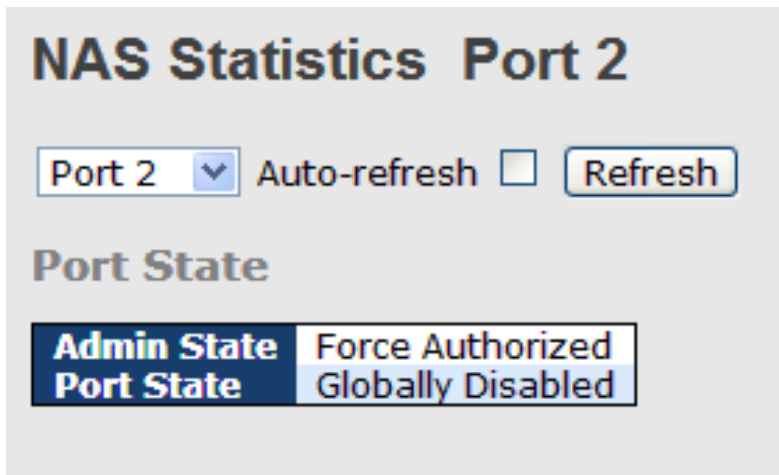 NAS Statistics Port 2
Port 2 Auto-refresh Refresh
Port State
Admin State Force Authorized
Port State Globally Disabled